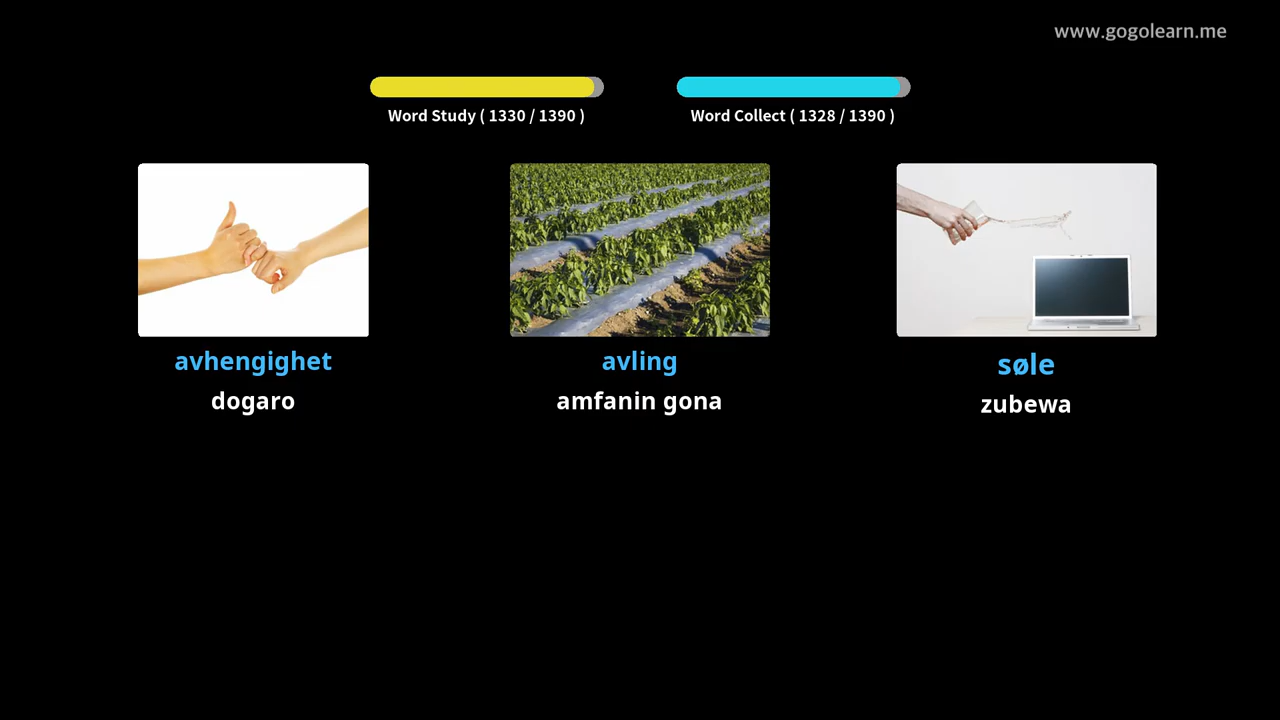 www.gogolearn.me
Word Study ( 1330 / 1390 )
Word Collect ( 1328 / 1390 )
avhengighet
dogaro
avling
amfanin gona
søle
zubewa